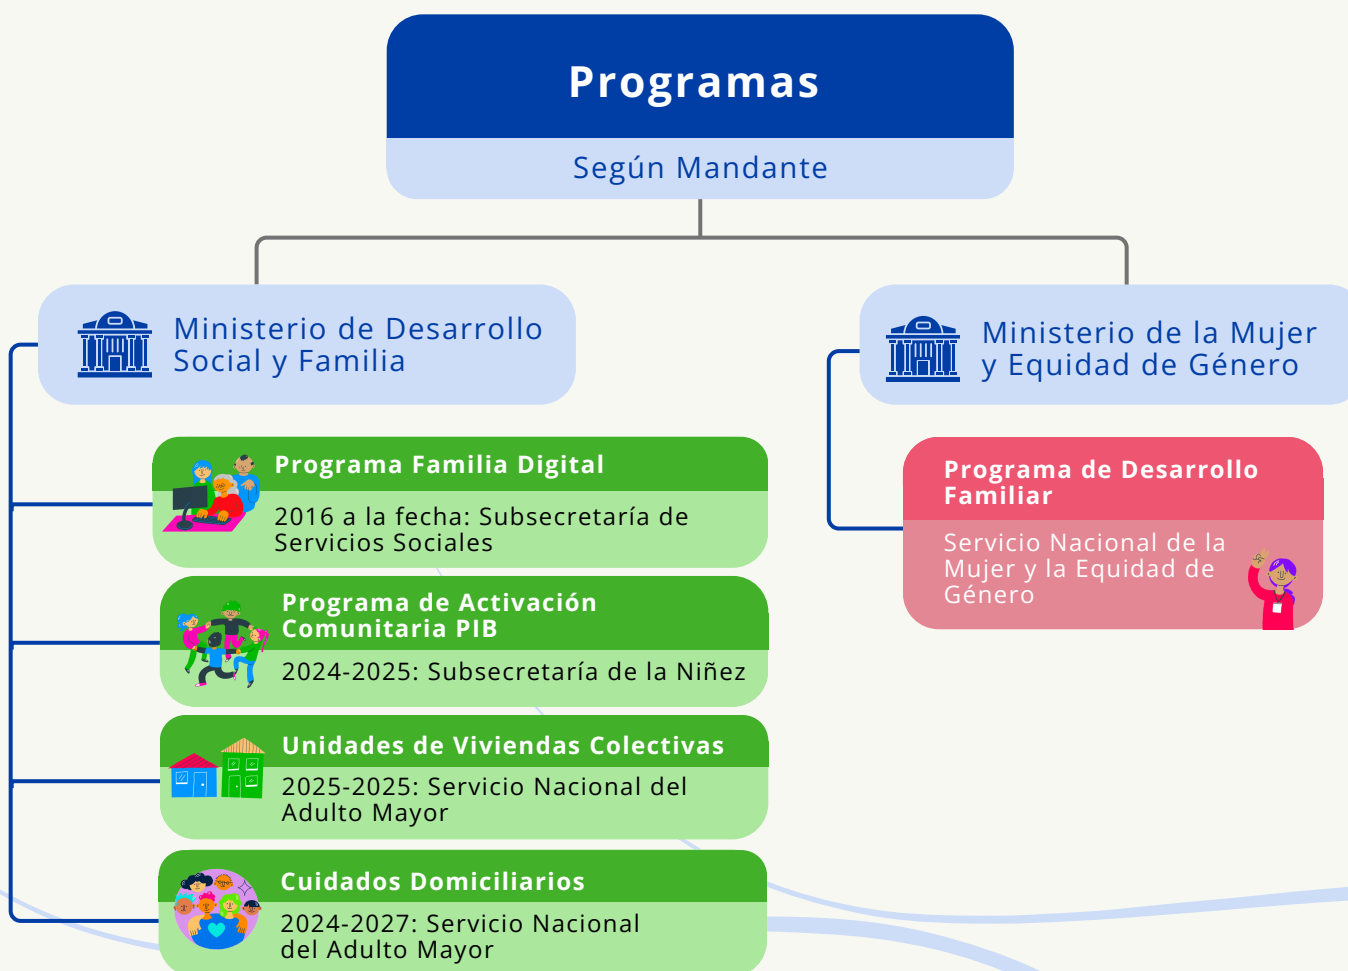 Programas
Según Mandante
Ministerio de Desarrollo
Social y Familia
Programa Familia Digital
2016 a la fecha: Subsecretaría de
Servicios Sociales
Programa de Activación
Comunitaria PIB
2024-2025: Subsecretaría de la Niñez
Unidades de Viviendas Colectivas
2025-2025: Servicio Nacional del
Adulto Mayor
Cuidados Domiciliarios
2024-2027: Servicio Nacional
del Adulto Mayor
Ministerio de la Mujer
y Equidad de Género
Programa de Desarrollo
Familiar
Servicio Nacional de la
Mujer y la Equidad de
Género